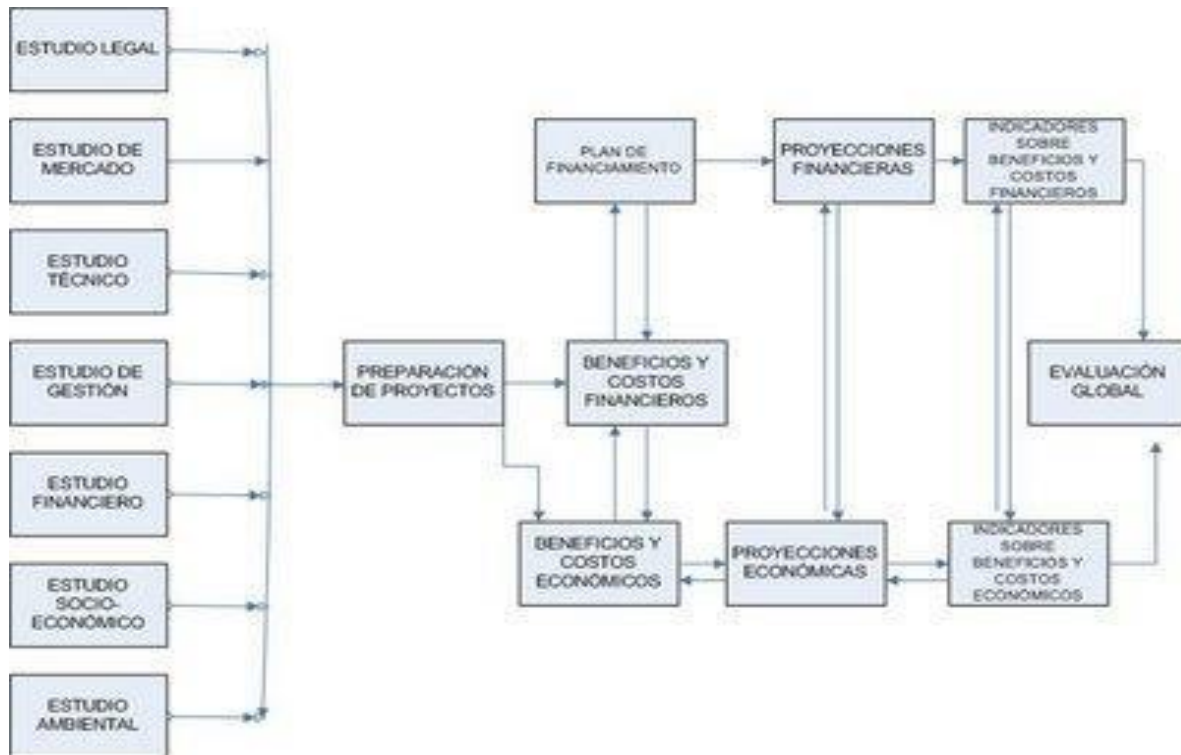 ESTUDIO LEGAL
ESTUDIO DE
MERCADO
ESTUDIO
TÉCNICO
ESTUDIO DE
GESTIÓN
ESTUDIO
FINANCIERO
ESTUDIO
SOCIO-
ECONÓMICO
ESTUDIO
AMBIENTAL
PREPARACIÓN
DE PROYECTOS
PLAN DE
FINANCIAMIENTO
PROYECCIONES
FINANCIERAS
INDICADORES
SOBRE
BENEFICIOS Y
COSTOS
FINANCIEROS
BENEFICIOS Y
COSTOS
FINANCIEROS
EVALUACIÓN
GLOBAL
BENEFICIOS Y
COSTOS
ECONÓMICOS
PROYECCIONES
ECONÓMICAS
INDICADORES
SOBRE
BENEFICIOS Y
COSTOS
ECONÓMICOS